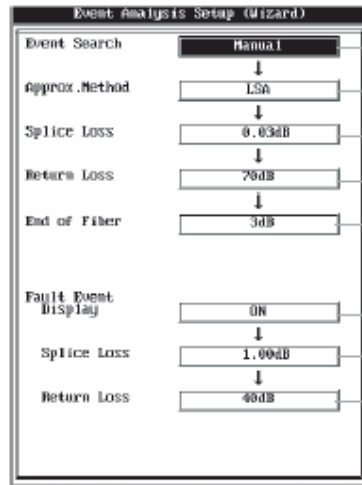 Event Analysis Setup (Wizard)
Event Search Manual
Approx.Method LSA
Splice Loss 0.03dB
Return Loss 70dB
End of Fiber 3dB
Fault Event
Display ON
Splice Loss 1.00dB
Return Loss 40dB